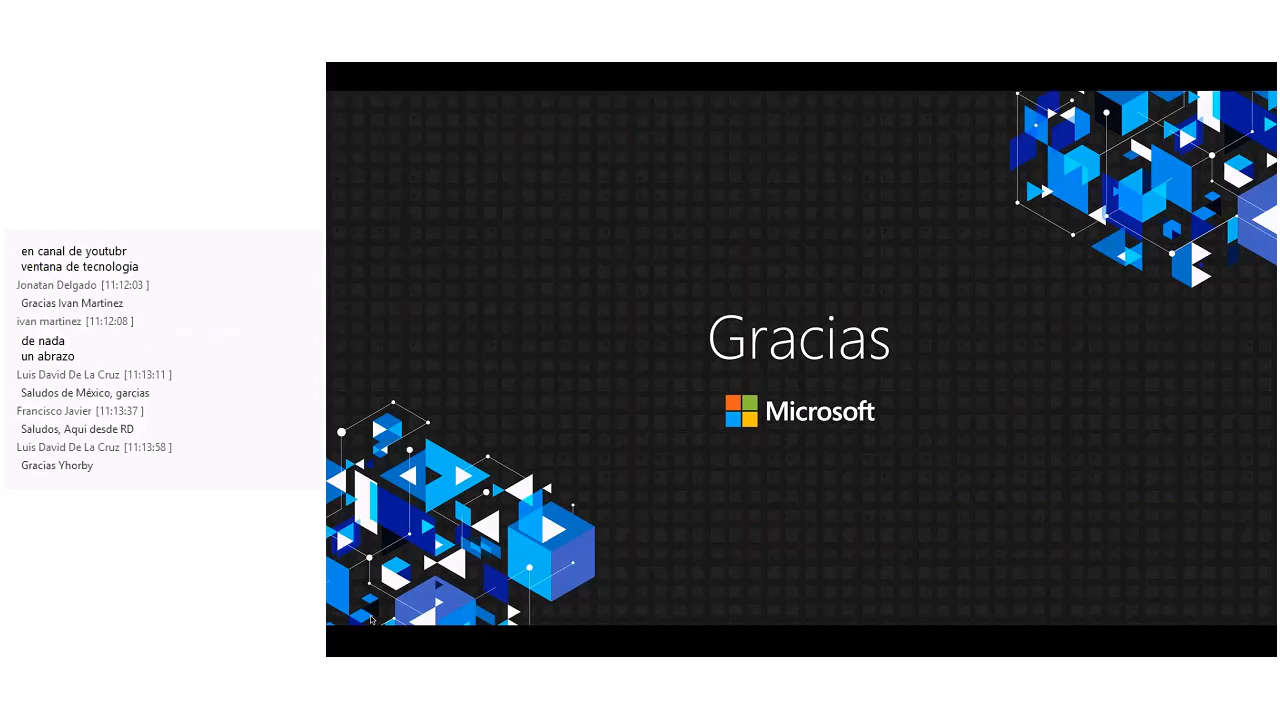 en canal de youtubr
ventana de tecnologia
Jonatan Delgado [11:12:03 ]
Gracias Ivan Martinez
ivan martinez [11:12:08 ]
de nada
un abrazo
Luis David De La Cruz [11:13:11 ]
Saludos de México, garcias
Francisco Javier [11:13:37 ]
Saludos, Aqui desde RD
Luis David De La Cruz [11:13:58 ]
Gracias Yhorby
Gracias
Microsoft